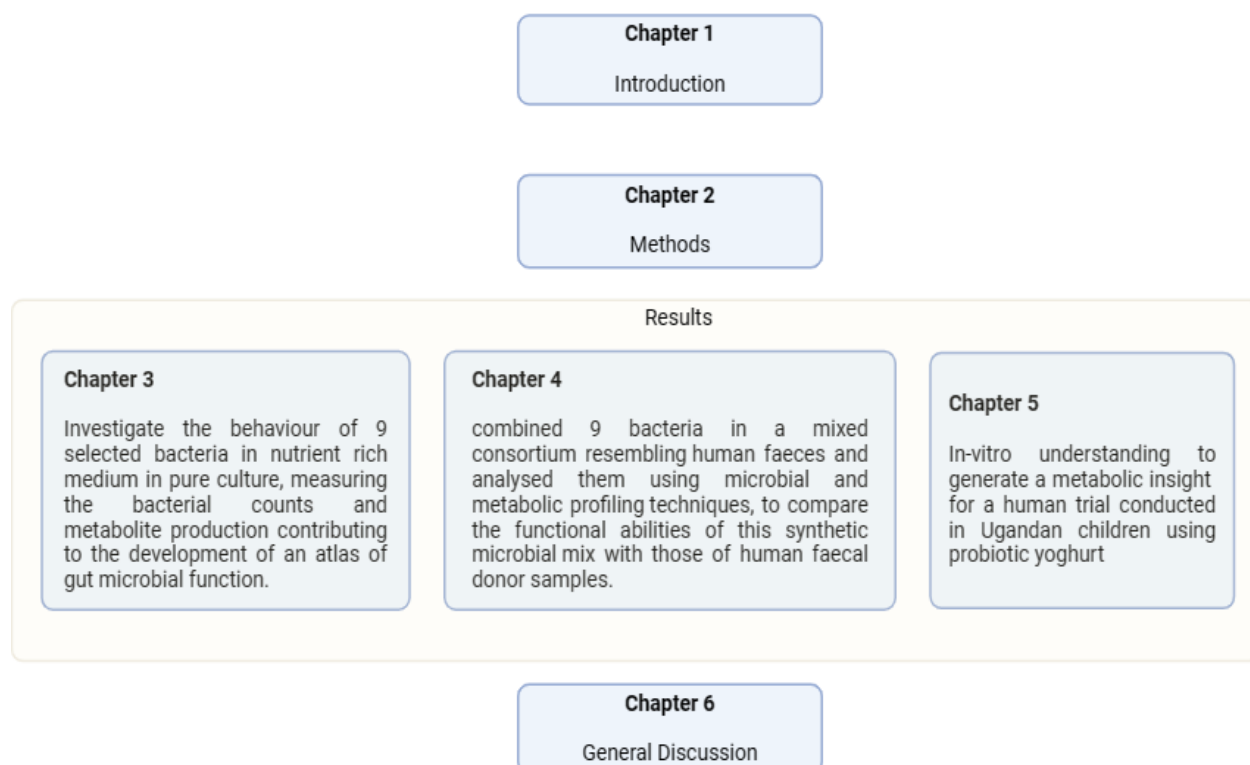 Chapter 1
Introduction
Chapter 2
Methods
Results
Chapter 3
Investigate the behaviour of 9
selected bacteria in nutrient rich
medium in pure culture, measuring
the bacterial counts and
metabolite production contributing
to the development of an atlas of
gut microbial function.
Chapter 4
combined 9 bacteria in a mixed
consortium resembling human faeces and
analysed them using microbial and
metabolic profiling techniques, to compare
the functional abilities of this synthetic
microbial mix with those of human faecal
donor samples.
Chapter 5
In-vitro understanding to
generate a metabolic insight
for a human trial conducted
in Ugandan children using
probiotic yoghurt
Chapter 6
General Discussion